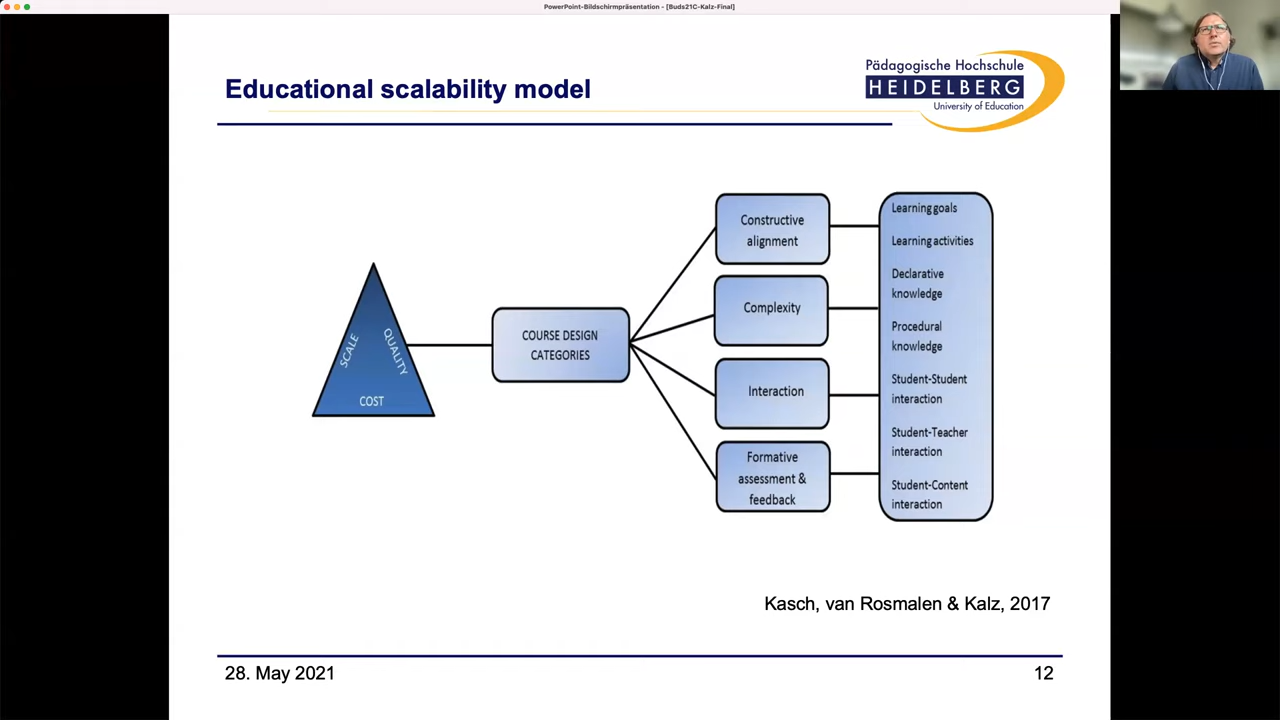 PowerPoint-Bildschirmpräsentation - [Buds21C-Kalz-Final]
Educational scalability model
Pädagogische Hochschule
HEIDELBERG
University of Education
SCALE
QUALITY
COST
COURSE DESIGN
CATEGORIES
Constructive
alignment
Complexity
Interaction
Formative
assessment &
feedback
Learning goals
Learning activities
Declarative
knowledge
Procedural
knowledge
Student-Student
interaction
Student-Teacher
interaction
Student-Content
interaction
Kasch, van Rosmalen & Kalz, 2017
28. May 2021
12